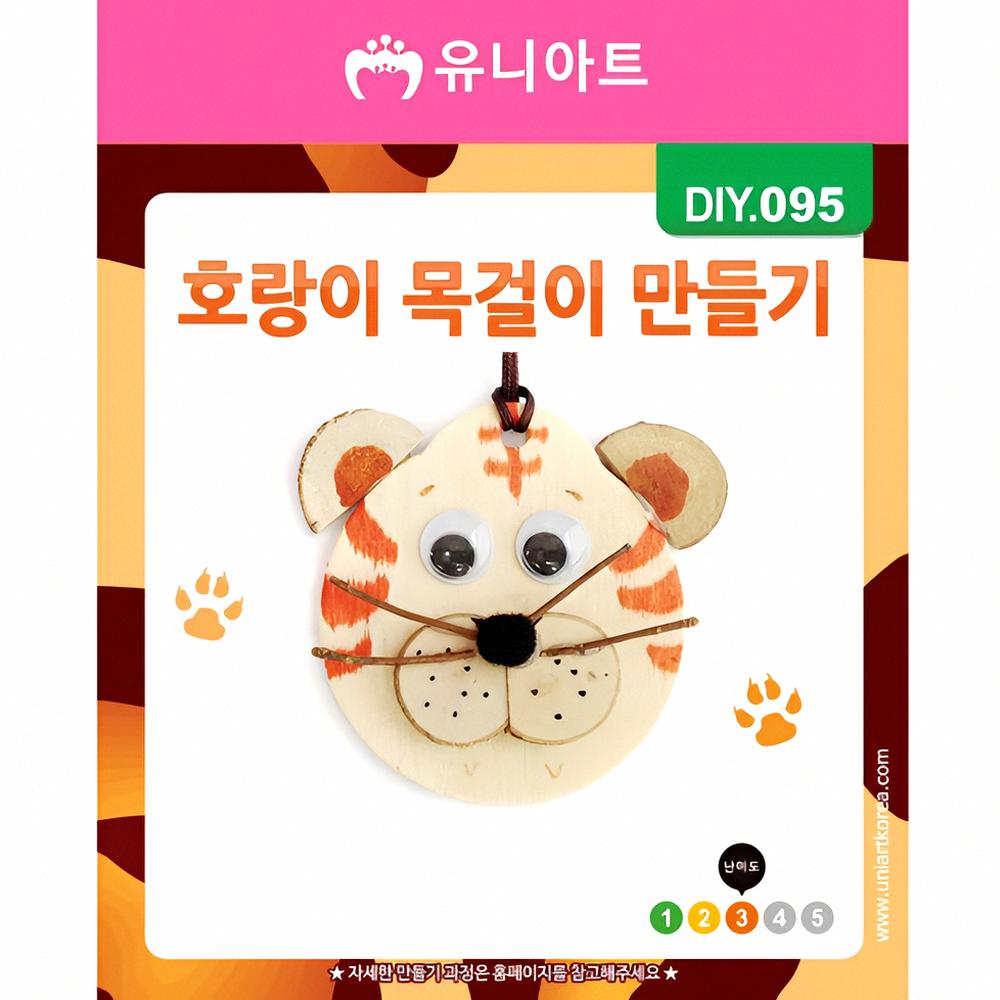 유니아트
DIY.095
호랑이 목걸이 만들기
난이도
1 2 3 4 5
www.uniartkorea.com
★ 자세한 만들기 과정은 홈페이지를 참고해주세요 ★